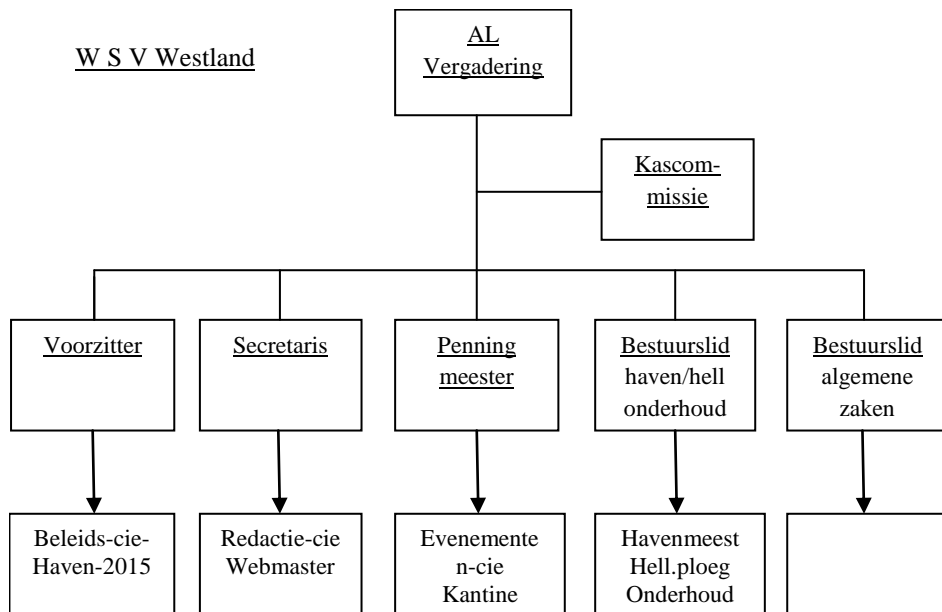 W S V Westland
AL
Vergadering
Kascom-
missie
Voorzitter
Secretaris
Penning
meester
Bestuurslid
haven/hell
onderhoud
Bestuurslid
algemene
zaken
Beleids-cie-
Haven-2015
Redactie-cie
Webmaster
Evenemente
n-cie
Kantine
Havenmeest
Hell.ploeg
Onderhoud